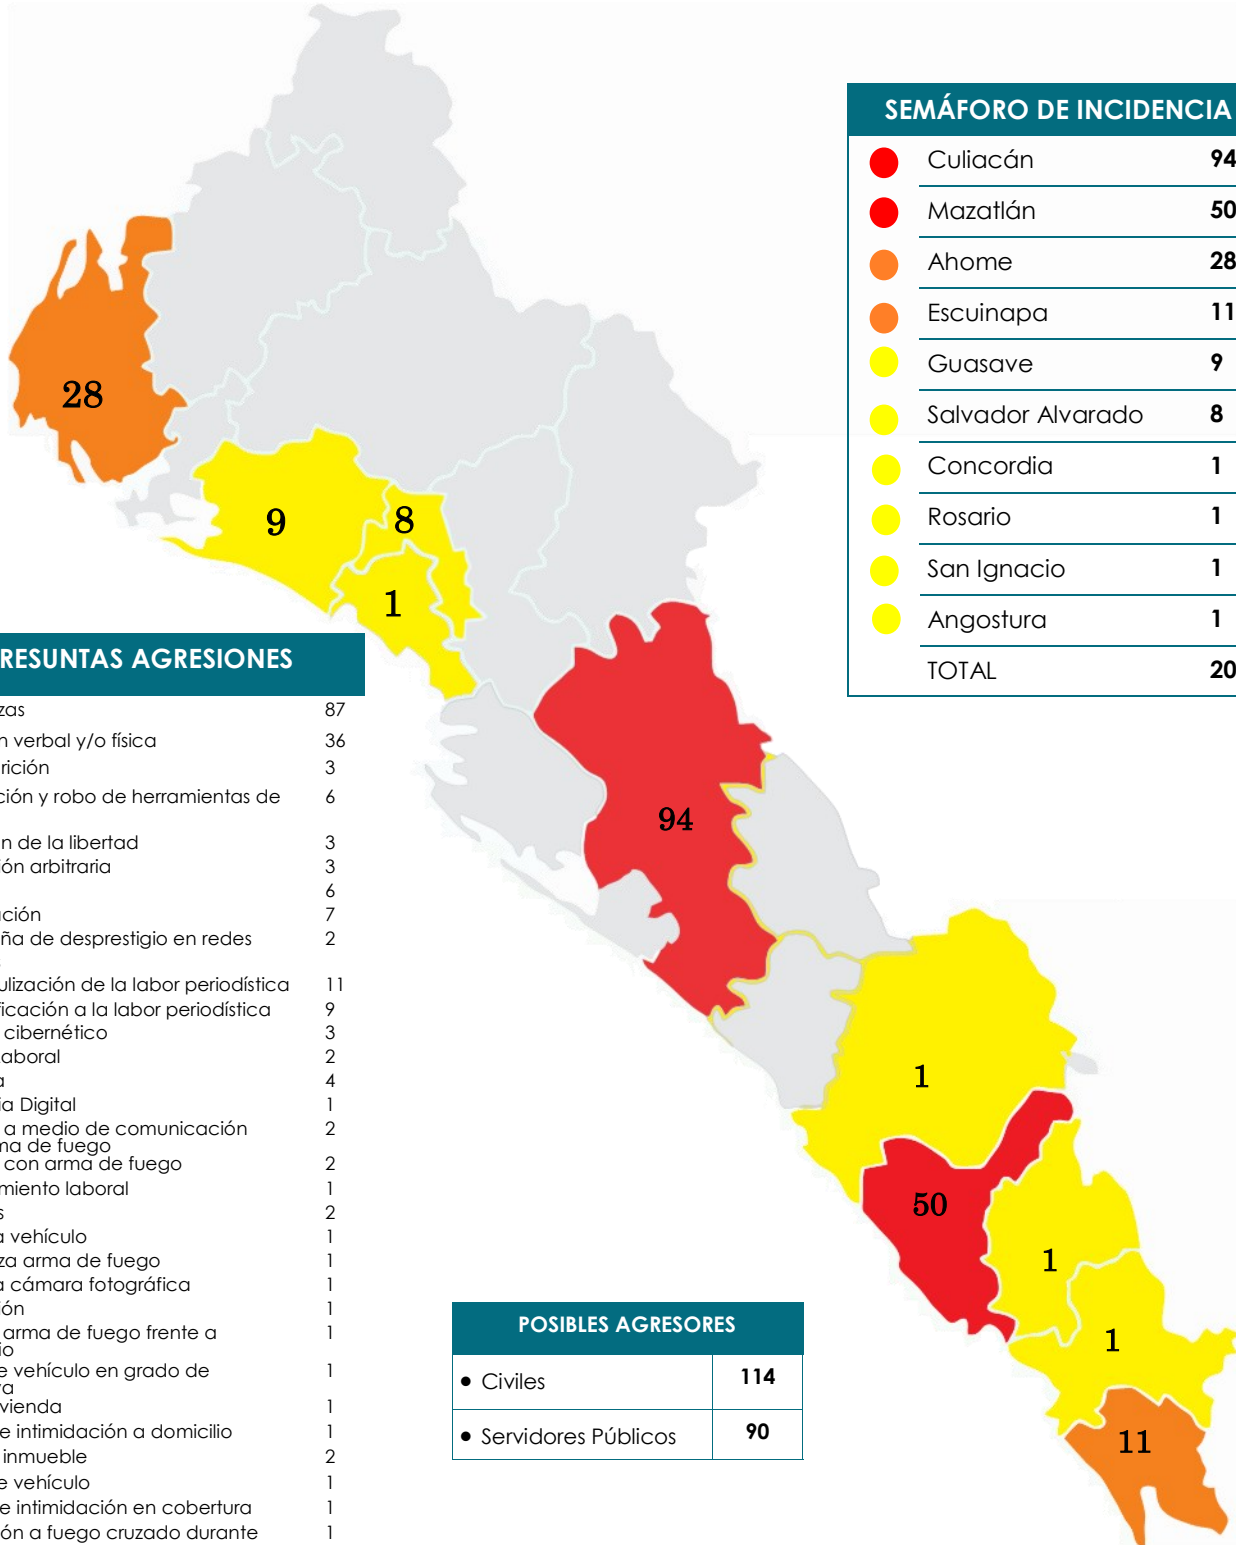 SEMÁFORO DE INCIDENCIA
Culiacán 94
Mazatlán 50
Ahome 28
Escuinapa 11
Guasave 9
Salvador Alvarado 8
Concordia 1
Rosario 1
San Ignacio 1
Angostura 1
TOTAL 20
28
9
8
1
94
1
50
1
1
11
RESUNTAS AGRESIONES
zas 87
n verbal y/o física 36
rición 3
ción y robo de herramientas de 6
n de la libertad 3
ión arbitraria 3
6
ación 7
ña de desprestigio en redes 2
s
ulización de la labor periodística 11
ficación a la labor periodística 9
cibernético 3
aboral 2
a 4
ia Digital 1
a medio de comunicación 2
ma de fuego
con arma de fuego 2
miento laboral 1
s 2
a vehículo 1
za arma de fuego 1
a cámara fotográfica 1
ión 1
arma de fuego frente a 1
io
e vehículo en grado de 1
va
vienda 1
e intimidación a domicilio 1
inmueble 2
e vehículo 1
e intimidación en cobertura 1
ón a fuego cruzado durante 1
POSIBLES AGRESORES
• Civiles 114
• Servidores Públicos 90